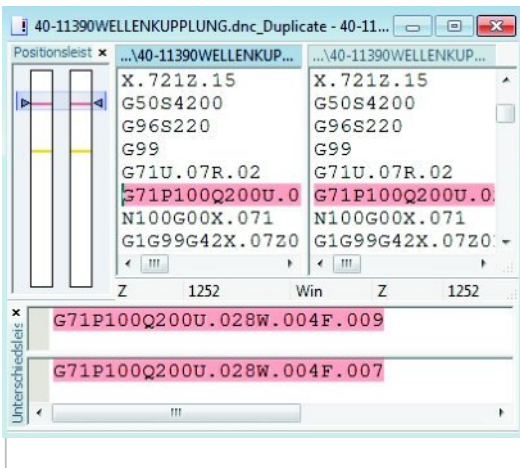 40-11390WELLENKUPPLUNG.dnc_Duplicate - 40-11...
Positionsleist
...\40-11390WELLENKUP...
X.721Z.15
G50S4200
G96S220
G99
G71U.07R.02
G71P100Q200U.0
N100G00X.071
G1G99G42X.07Z0
...\40-11390WELLENKUP...
X.721Z.15
G50S4200
G96S220
G99
G71U.07R.02
G71P100Q200U.02
N100G00X.071
G1G99G42X.07Z0
Z 1252 Win Z 1252
Unterschiedsleis
G71P100Q200U.028W.004F.009
G71P100Q200U.028W.004F.007